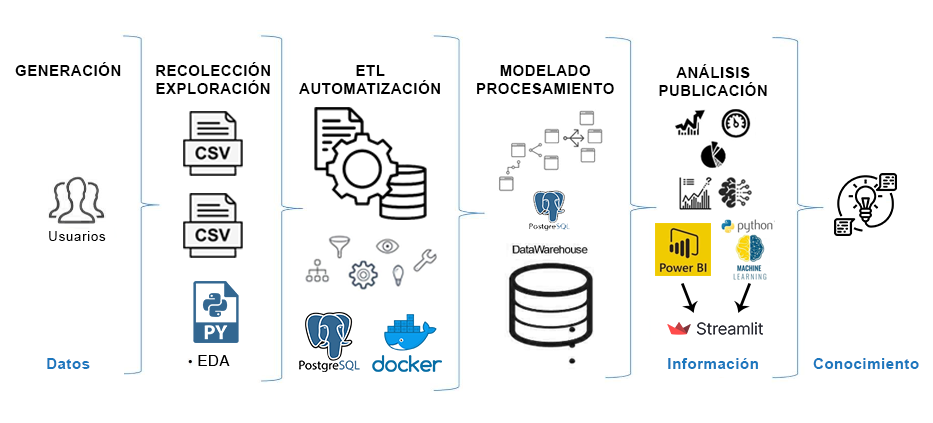 GENERACIÓN
Usuarios
Datos
RECOLECCIÓN
EXPLORACIÓN
CSV
CSV
PY
• EDA
ETL
AUTOMATIZACIÓN
PostgreSQL
docker
MODELADO
PROCESAMIENTO
PostgreSQL
DataWarehouse
ANÁLISIS
PUBLICACIÓN
?
Power BI
python
MACHINE
LEARNING
Streamlit
Información
Conocimiento